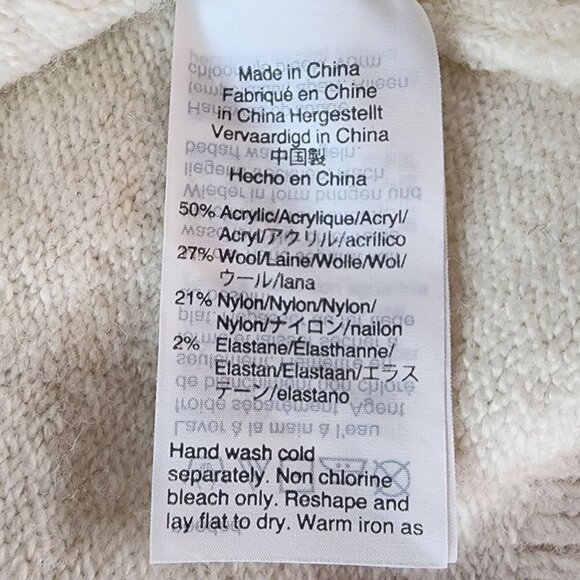 Made in China
Fabriqué en Chine
in China Hergestellt
Vervaardigd in China
中国製
Hecho en China
50% Acrylic/Acrylique/Acryl/
Acryl/アクリル/acrílico
27% Wool/Laine/Wolle/Wol/
ウール/lana
21% Nylon/Nylon/Nylon/
Nylon/ナイロン/nailon
2% Elastane/Élasthanne/
Elastan/Elastaan/エラス
テーン/elastano
Hand wash cold
separately. Non chlorine
bleach only. Reshape and
lay flat to dry. Warm iron as